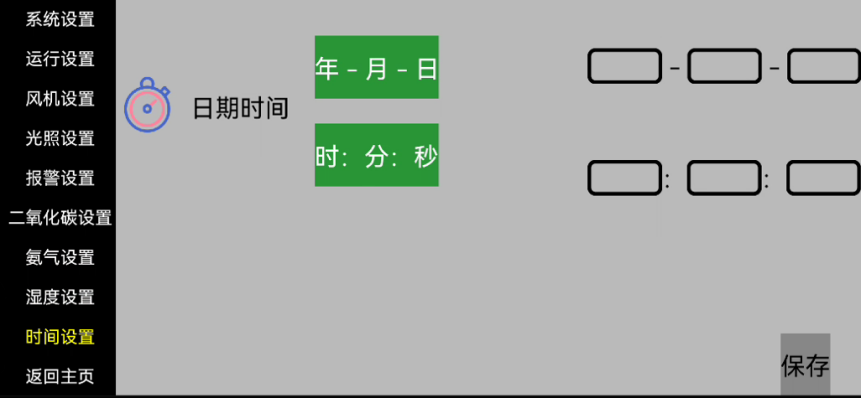 系统设置
运行设置
风机设置
光照设置
报警设置
二氧化碳设置
氨气设置
湿度设置
时间设置
返回主页
日期时间
年-月-日
时：分：秒
- -
: :
保存